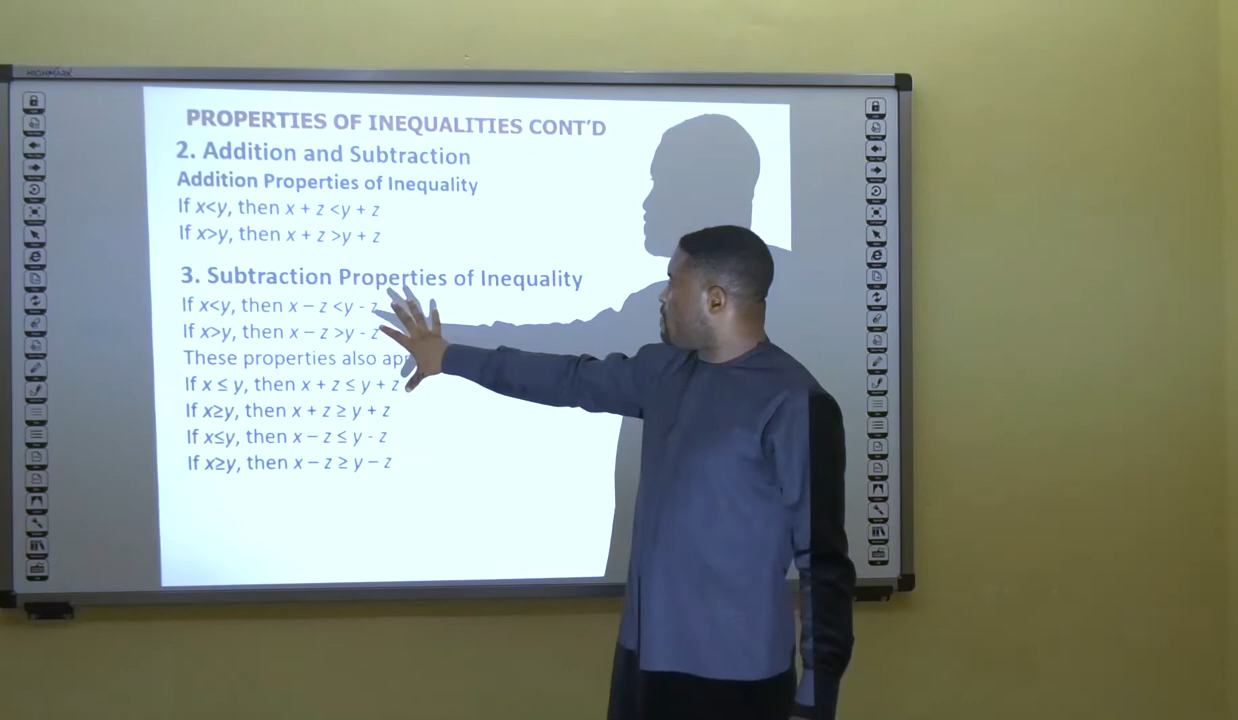 HIGHMARK
PROPERTIES OF INEQUALITIES CONT'D
2. Addition and Subtraction
Addition Properties of Inequality
If x<y, then x + z <y + z
If x>y, then x + z >y + z
3. Subtraction Properties of Inequality
If x<y, then x – z <y - z
If x>y, then x – z >y - z
These properties also
If x ≤ y, then x + z ≤ y + z
If x≥y, then x + z ≥ y + z
If x≤y, then x – z ≤ y - z
If x≥y, then x – z ≥ y – z